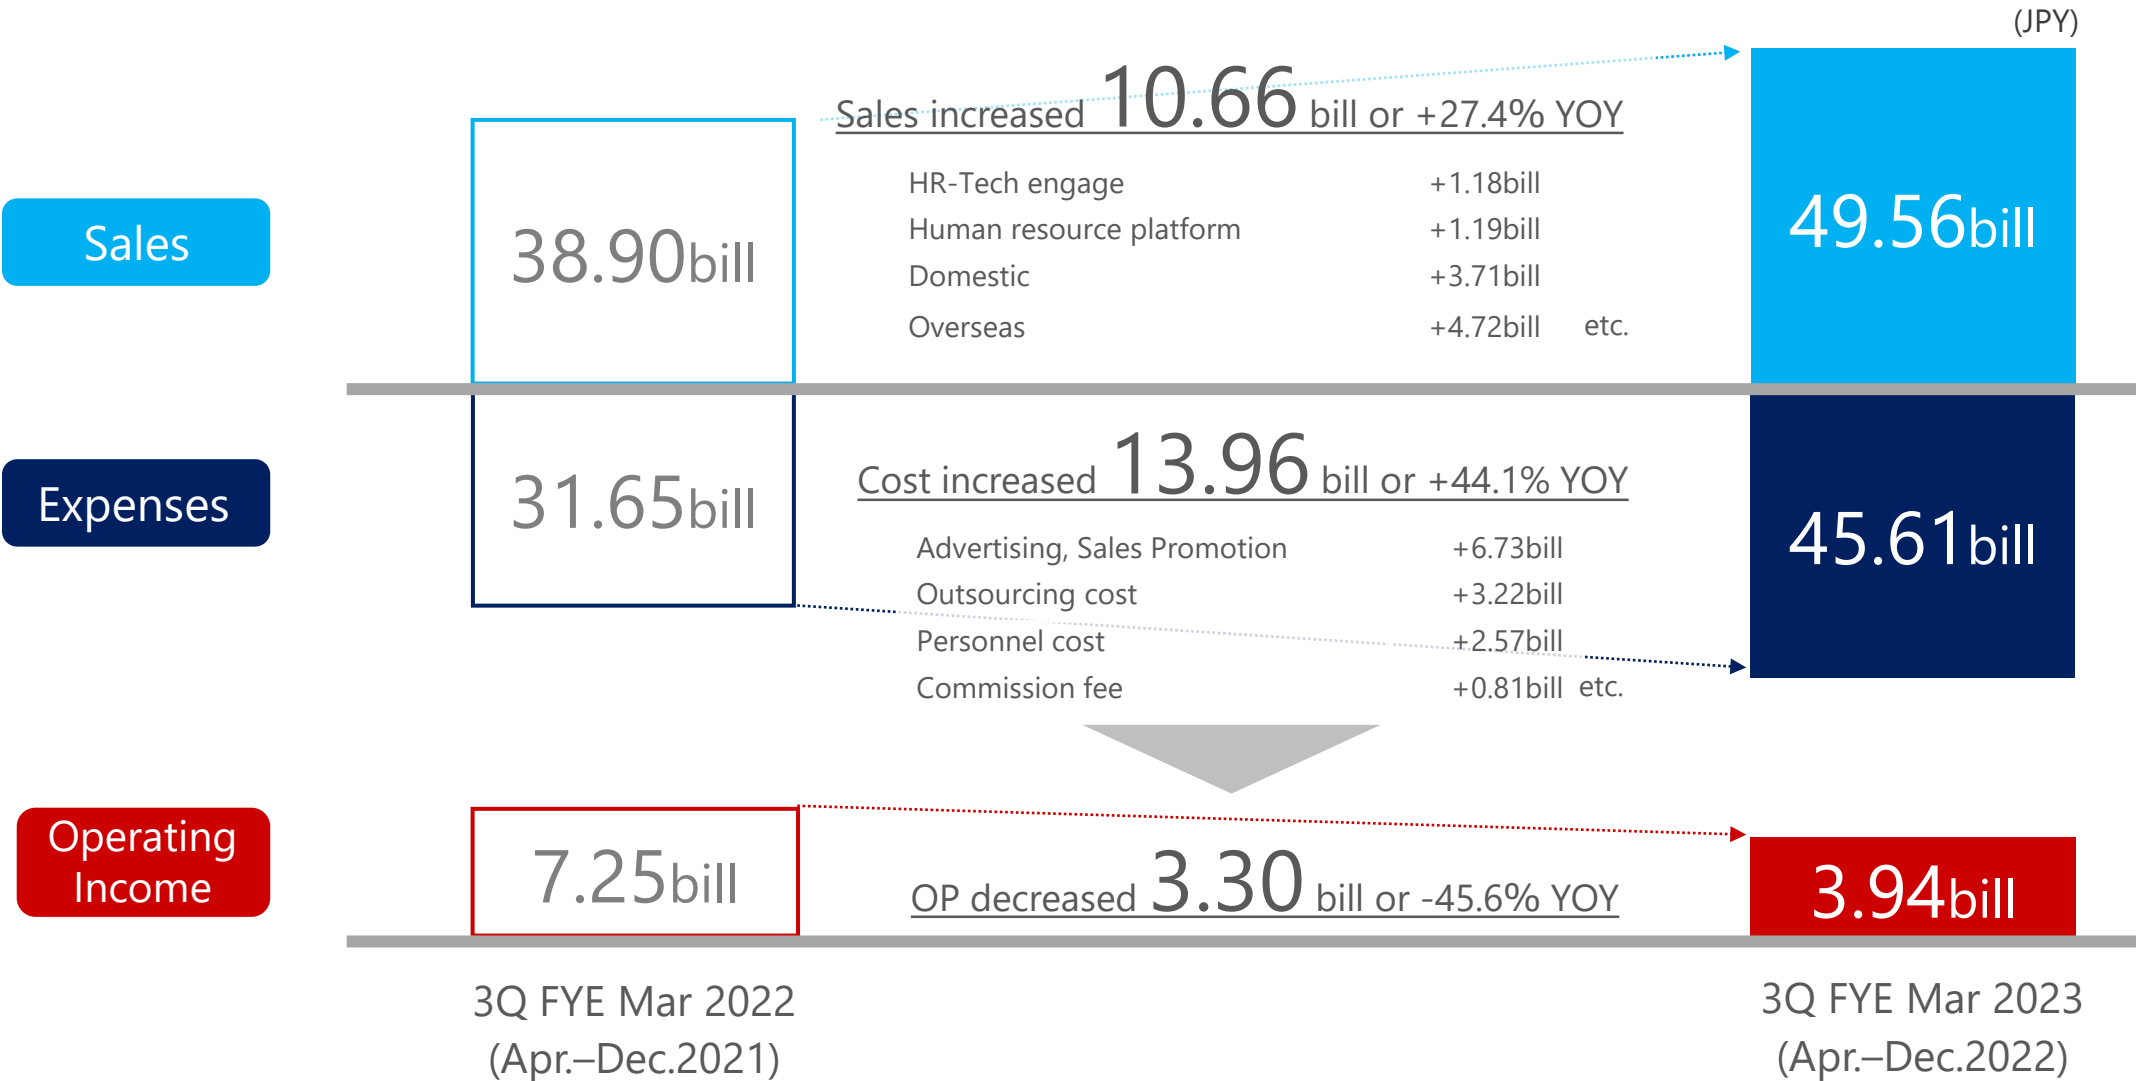 (JPY)
Sales increased 10.66 bill or +27.4% YOY
HR-Tech engage +1.18bill
Human resource platform +1.19bill
Domestic +3.71bill
Overseas +4.72bill etc.
Sales
38.90bill
49.56bill
Expenses
31.65bill
Cost increased 13.96 bill or +44.1% YOY
Advertising, Sales Promotion +6.73bill
Outsourcing cost +3.22bill
Personnel cost +2.57bill
Commission fee +0.81bill etc.
45.61bill
Operating
Income
7.25bill
OP decreased 3.30 bill or -45.6% YOY
3.94bill
3Q FYE Mar 2022
(Apr.–Dec.2021)
3Q FYE Mar 2023
(Apr.–Dec.2022)